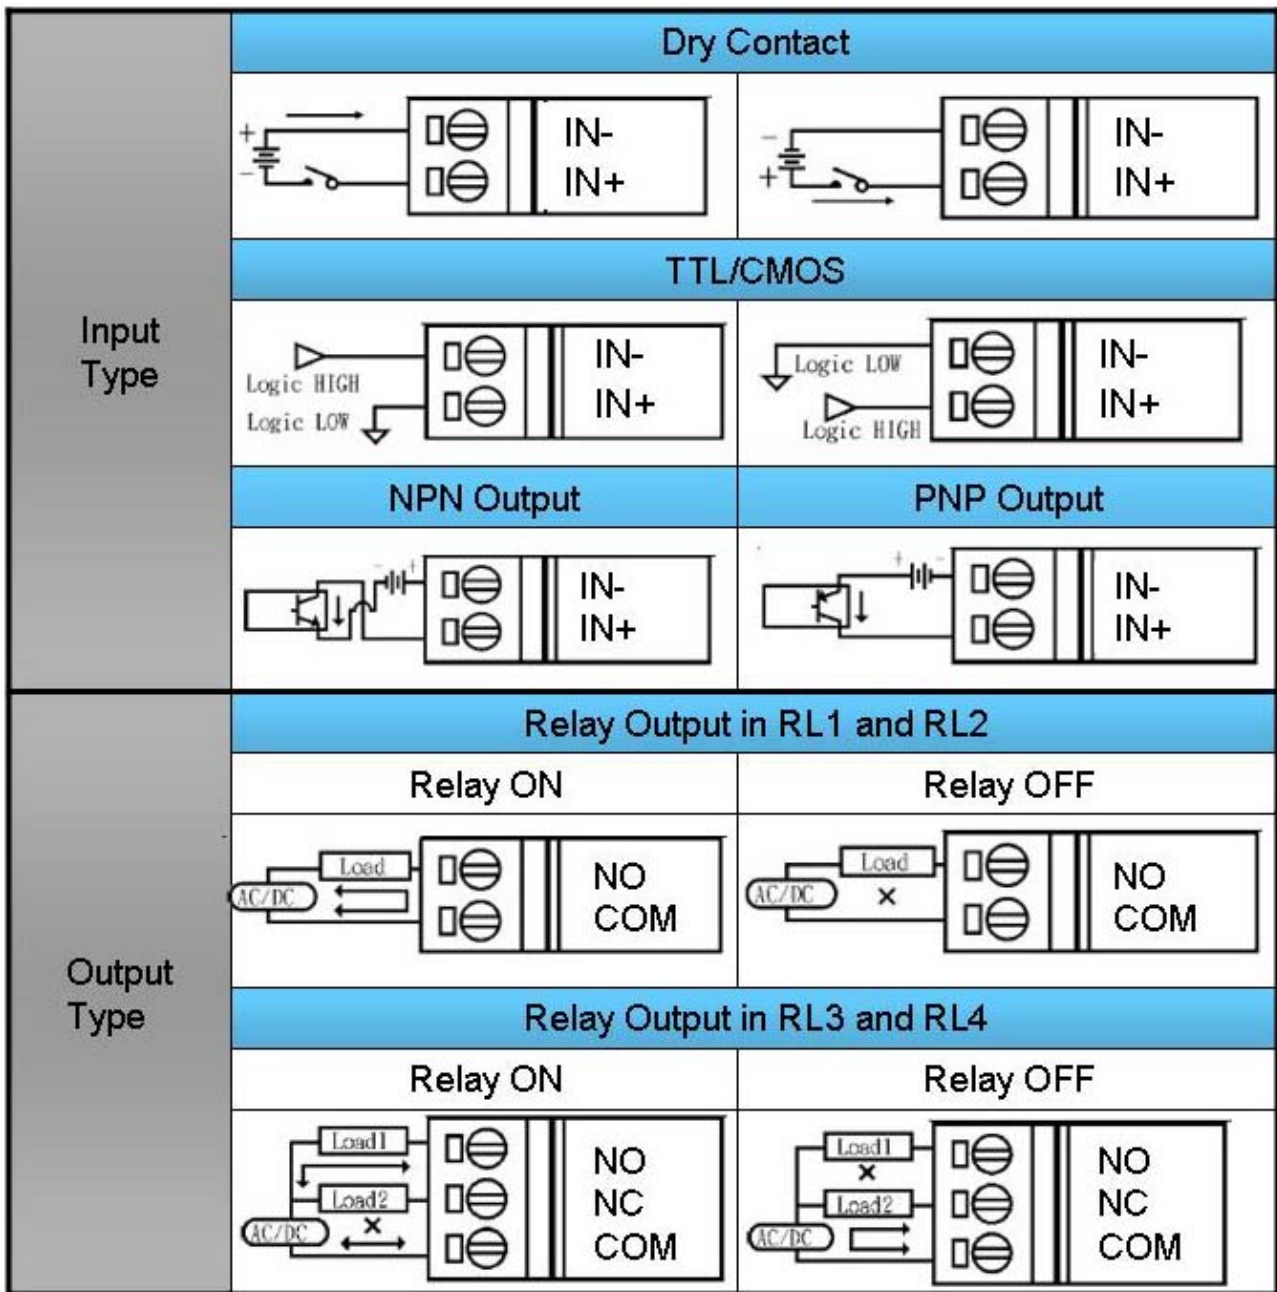 Input
Type
Dry Contact
+
-
IN-
IN+
-
+
IN-
IN+
TTL/CMOS
Logic HIGH
Logic LOW
IN-
IN+
Logic LOW
Logic HIGH
IN-
IN+
NPN Output
PNP Output
- +
IN-
IN+
+ -
IN-
IN+
Output
Type
Relay Output in RL1 and RL2
Relay ON
Relay OFF
Load
AC/DC
NO
COM
Load
AC/DC
NO
COM
Relay Output in RL3 and RL4
Relay ON
Relay OFF
Load1
Load2
AC/DC
NO
NC
COM
Load1
Load2
AC/DC
NO
NC
COM